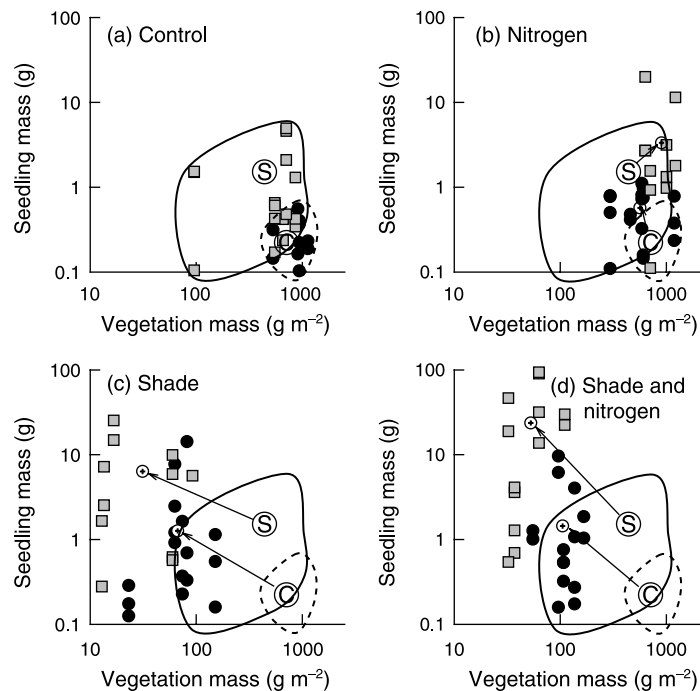 (a) Control
Seedling mass (g)
100
10
1
0.1
S
C
10
100
1000
Vegetation mass (g m⁻²)
(b) Nitrogen
Seedling mass (g)
100
10
1
0.1
S
C
10
100
1000
Vegetation mass (g m⁻²)
(c) Shade
Seedling mass (g)
100
10
1
0.1
S
C
10
100
1000
Vegetation mass (g m⁻²)
(d) Shade and
nitrogen
Seedling mass (g)
100
10
1
0.1
S
C
10
100
1000
Vegetation mass (g m⁻²)